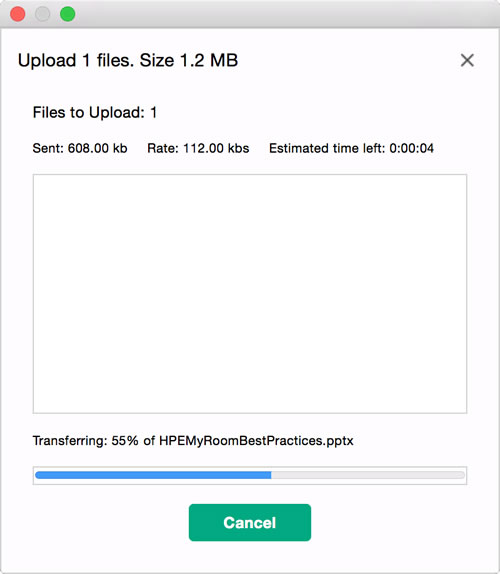 Upload 1 files. Size 1.2 MB
Files to Upload: 1
Sent: 608.00 kb Rate: 112.00 kbs Estimated time left: 0:00:04
Transferring: 55% of HPEMyRoomBestPractices.pptx
Cancel